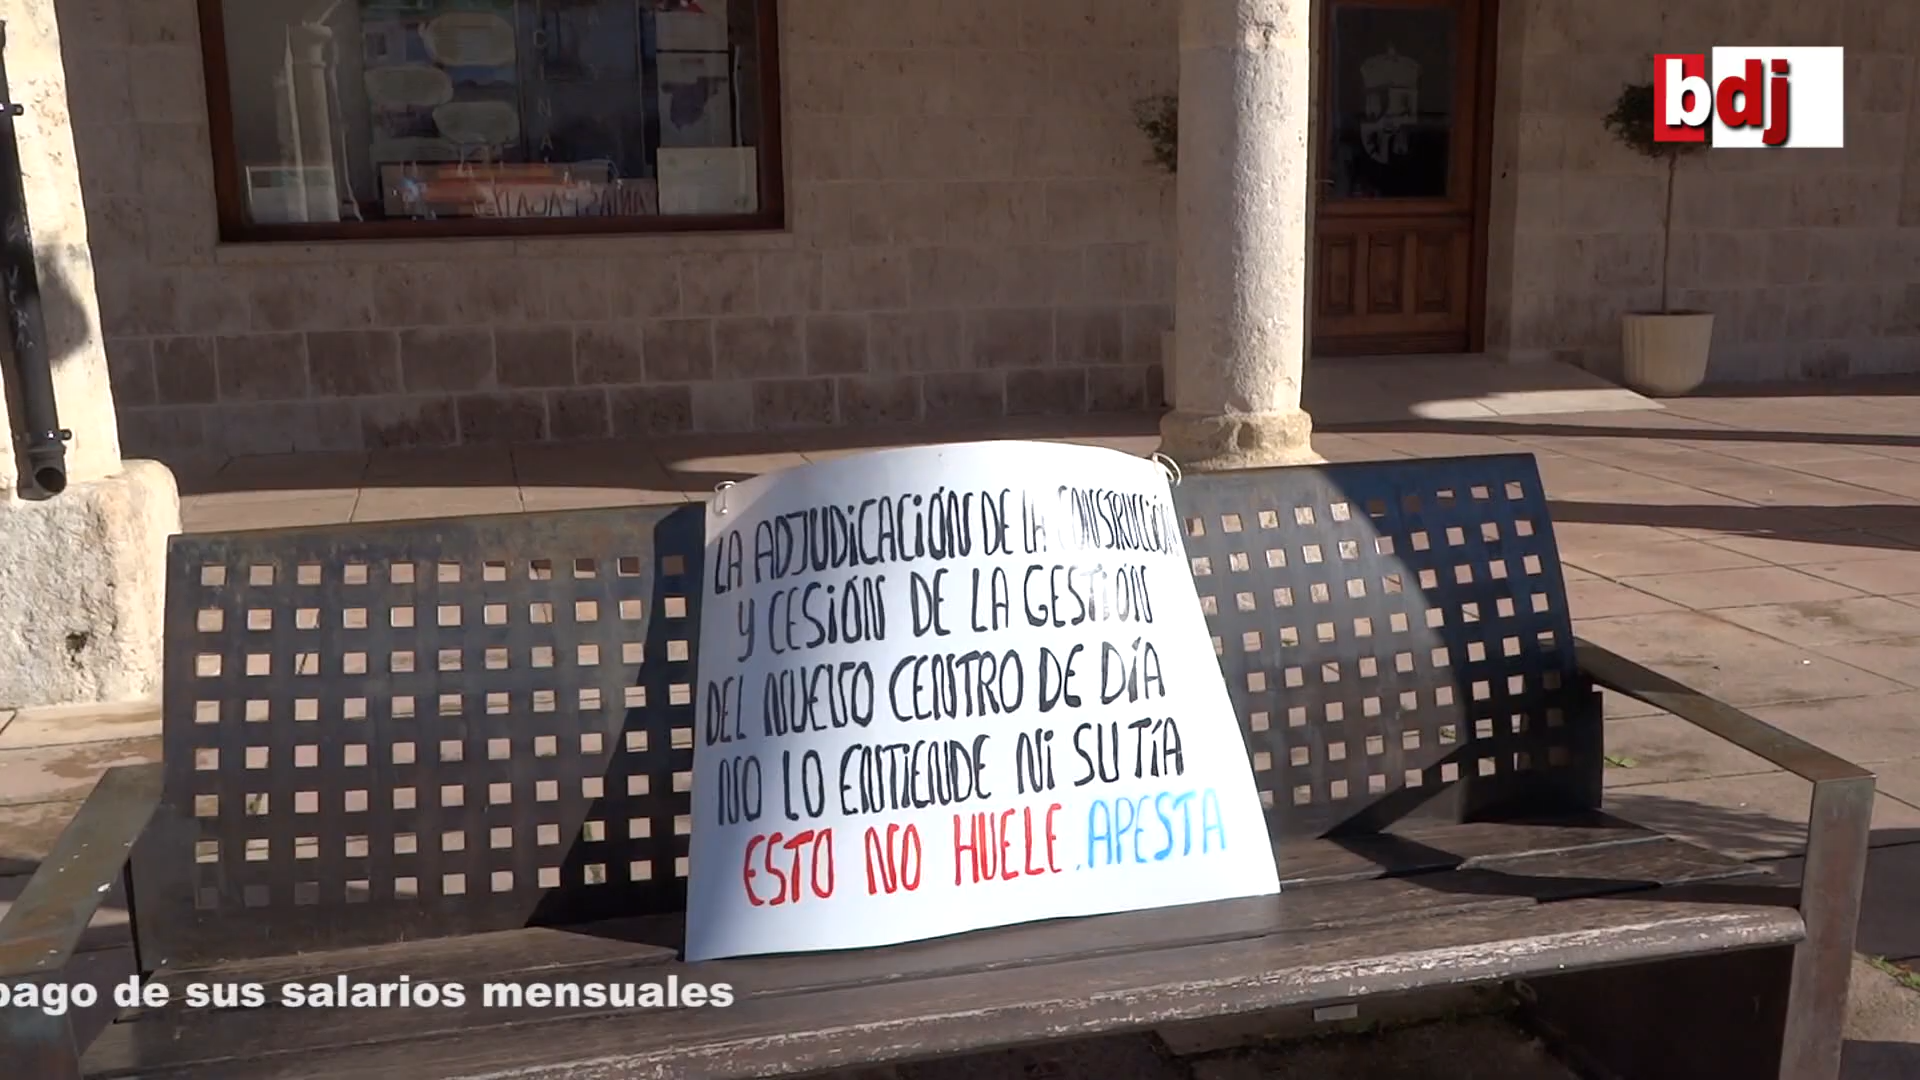 bdj
LA ADJUDICACIÓN DE LA CONSTRUCCIÓN
Y CESIÓN DE LA GESTIÓN
DEL NUEVO CENTRO DE DÍA
NO LO ENTIENDE NI SU TÍA
ESTO NO HUELE. APESTA
pago de sus salarios mensuales